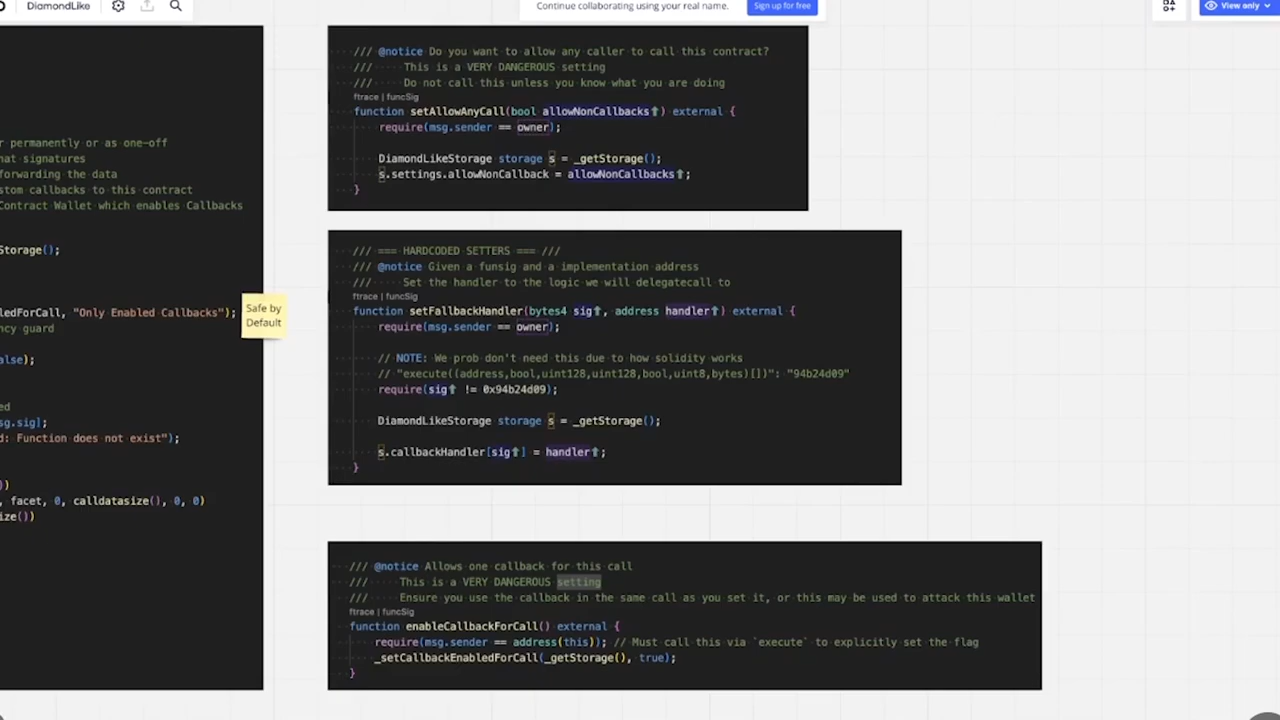 DiamondLike
Continue collaborating using your real name.
Sign up for free
View only
r permanently or as one-off
hat signatures
forwarding the data
stom callbacks to this contract
Contract Wallet which enables Callbacks
Storage();
ledForCall, "Only Enabled Callbacks");
ncy guard
alse);
ed
sg.sig];
d: Function does not exist");
))
, facet, 0, calldatasize(), 0, 0)
ize())
Safe by
Default
/// @notice Do you want to allow any caller to call this contract?
/// This is a VERY DANGEROUS setting
/// Do not call this unless you know what you are doing
ftrace | funcSig
function setAllowAnyCall(bool allowNonCallbacks↑) external {
require(msg.sender == owner);
DiamondLikeStorage storage s = _getStorage();
s.settings.allowNonCallback = allowNonCallbacks↑;
}
/// === HARDCODED SETTERS === ///
/// @notice Given a funsig and a implementation address
/// Set the handler to the logic we will delegatecall to
ftrace | funcSig
function setFallbackHandler(bytes4 sig↑, address handler↑) external {
require(msg.sender == owner);
// NOTE: We prob don't need this due to how solidity works
// "execute((address,bool,uint128,uint128,bool,uint8,bytes)[])": "94b24d09"
require(sig↑ != 0x94b24d09);
DiamondLikeStorage storage s = _getStorage();
s.callbackHandler[sig↑] = handler↑;
}
/// @notice Allows one callback for this call
/// This is a VERY DANGEROUS setting
/// Ensure you use the callback in the same call as you set it, or this may be used to attack this wallet
ftrace | funcSig
function enableCallbackForCall() external {
require(msg.sender == address(this)); // Must call this via `execute` to explicitly set the flag
_setCallbackEnabledForCall(_getStorage(), true);
}